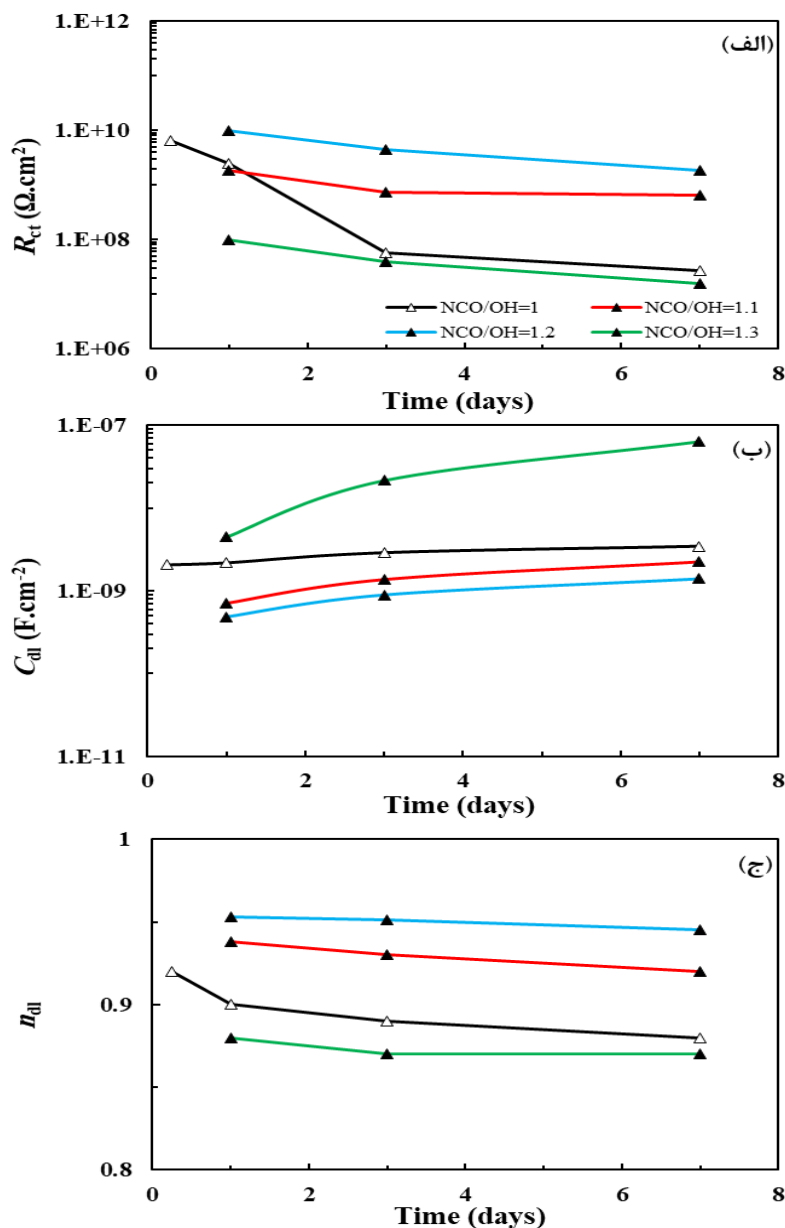 (الف)
1.E+12
1.E+10
1.E+08
1.E+06
R_ct (Ω.cm²)
NCO/OH=1
NCO/OH=1.1
NCO/OH=1.2
NCO/OH=1.3
0 2 4 6 8
Time (days)
(ب)
1.E-07
1.E-09
1.E-11
C_dl (F.cm⁻²)
0 2 4 6 8
Time (days)
(ج)
1
0.9
0.8
n_dl
0 2 4 6 8
Time (days)